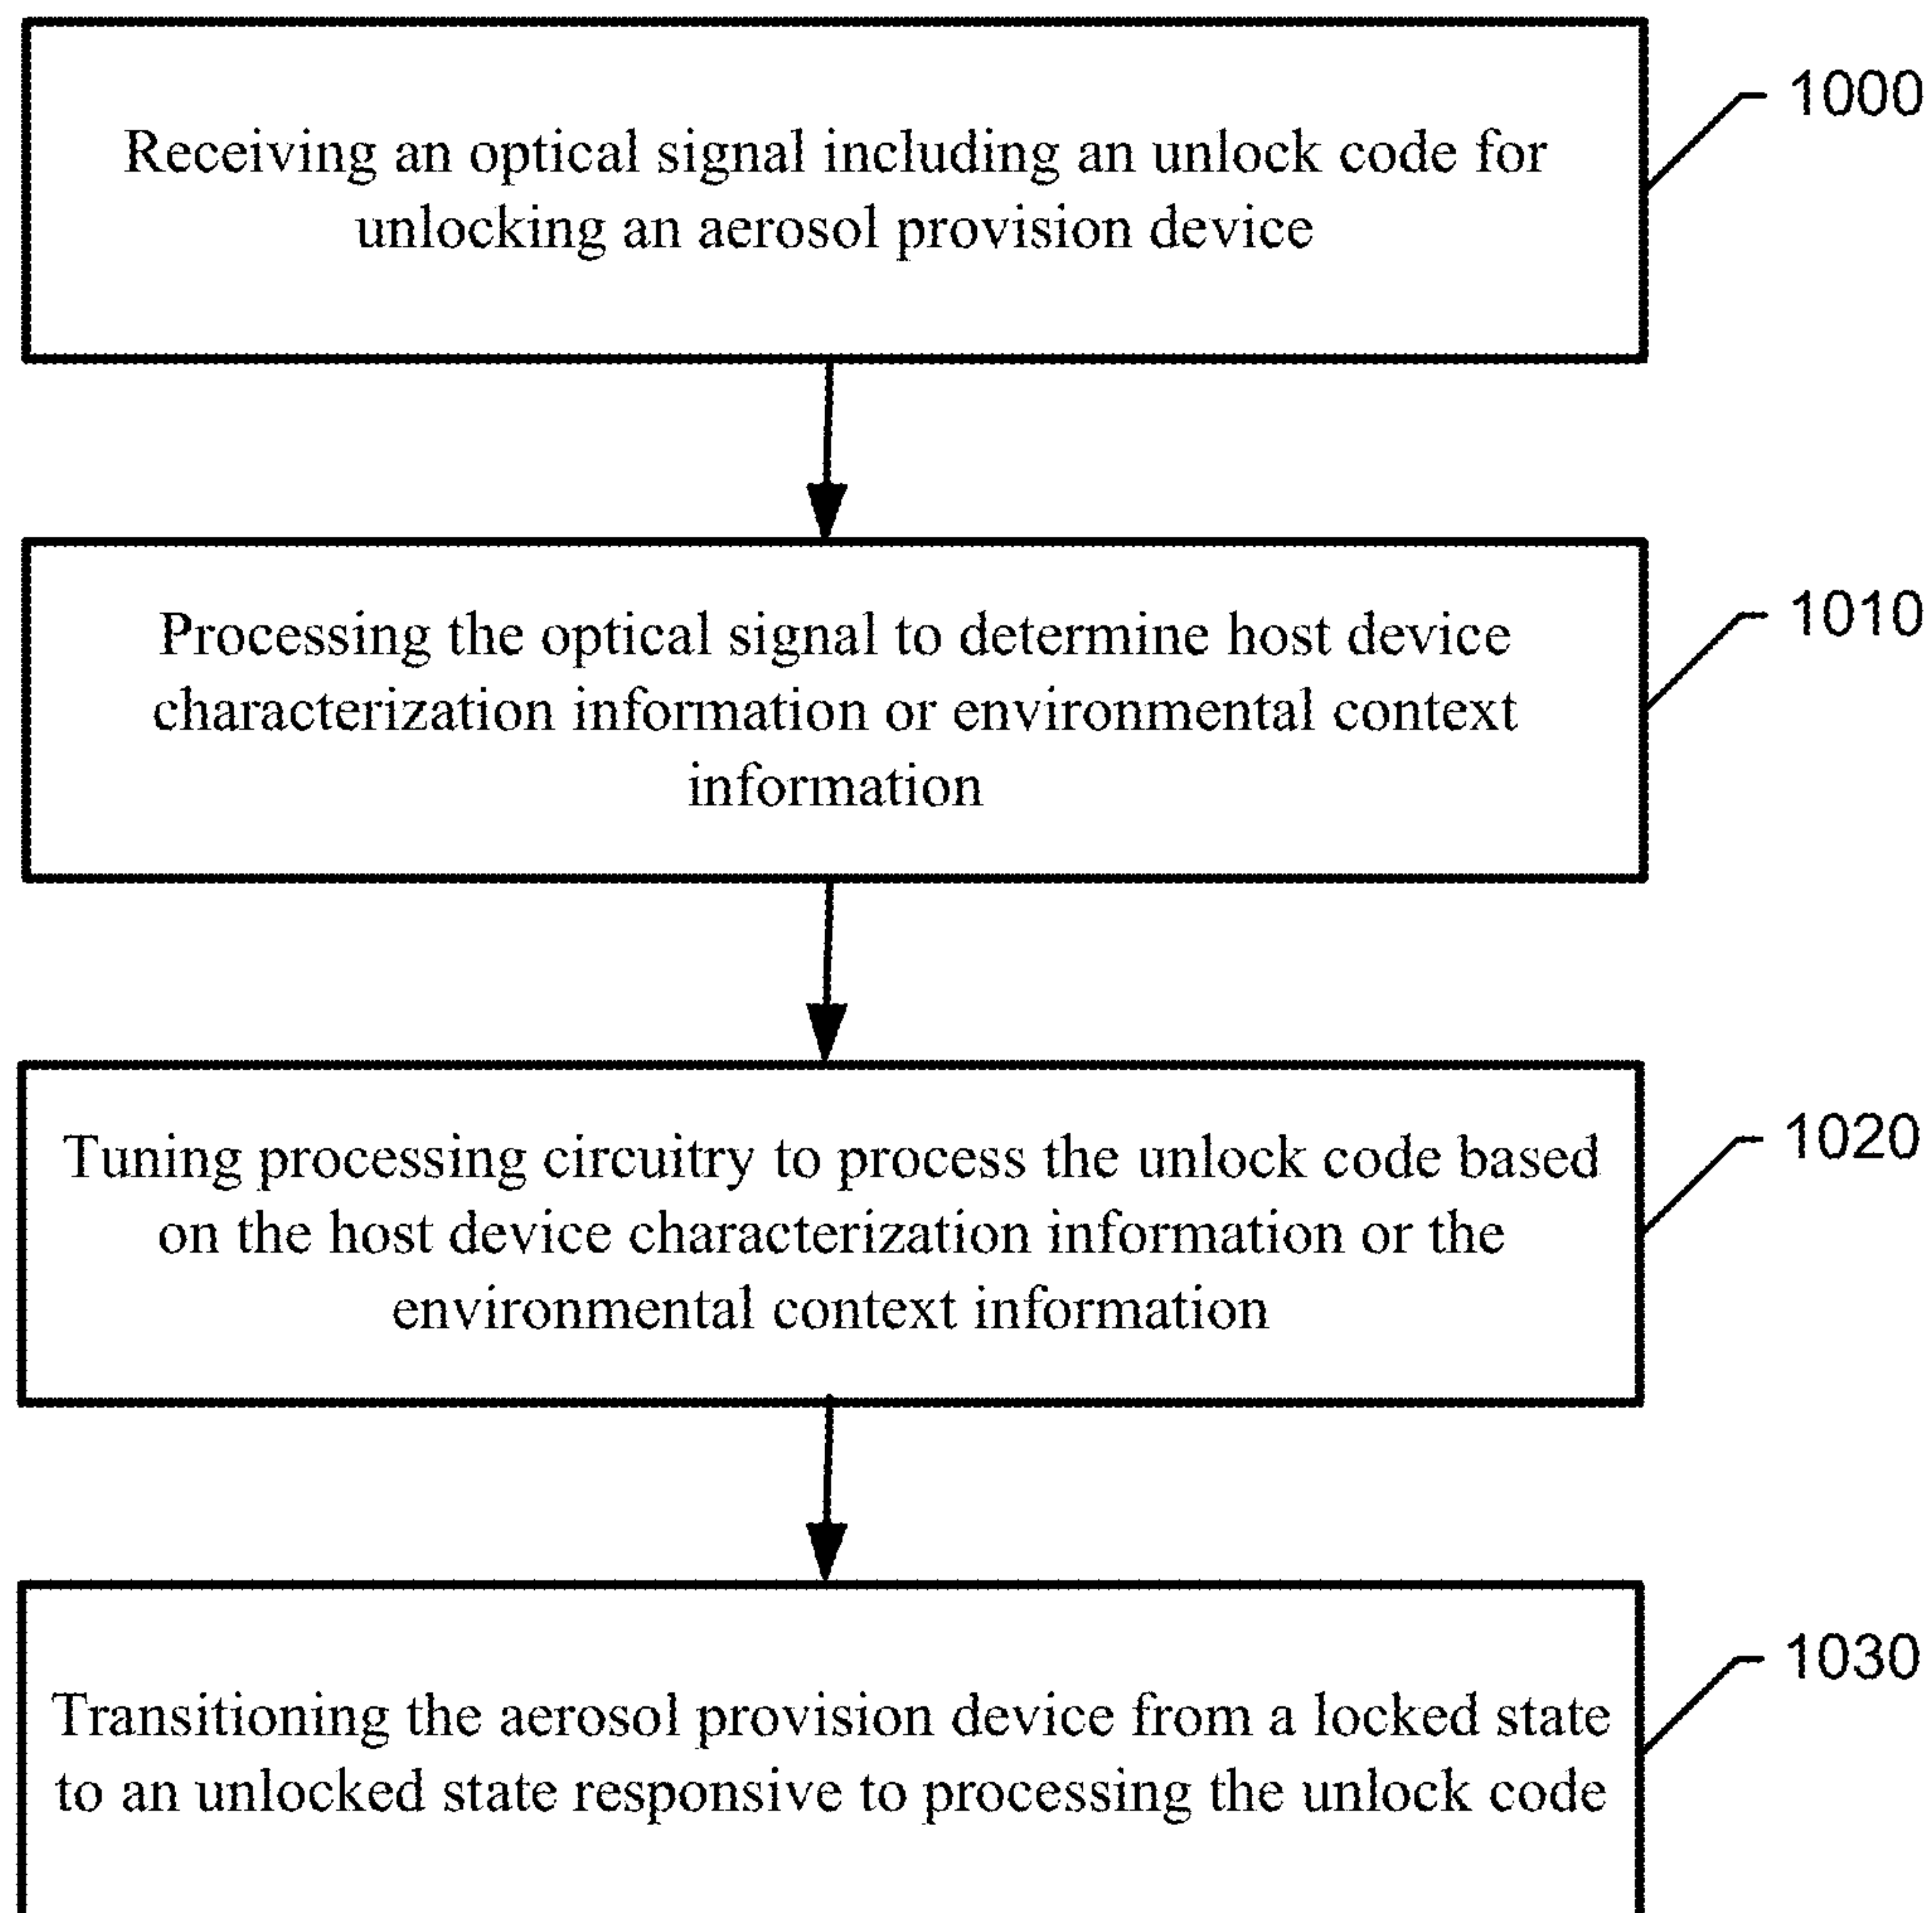 1000
Receiving an optical signal including an unlock code for
unlocking an aerosol provision device
1010
Processing the optical signal to determine host device
characterization information or environmental context
information
1020
Tuning processing circuitry to process the unlock code based
on the host device characterization information or the
environmental context information
1030
Transitioning the aerosol provision device from a locked state
to an unlocked state responsive to processing the unlock code